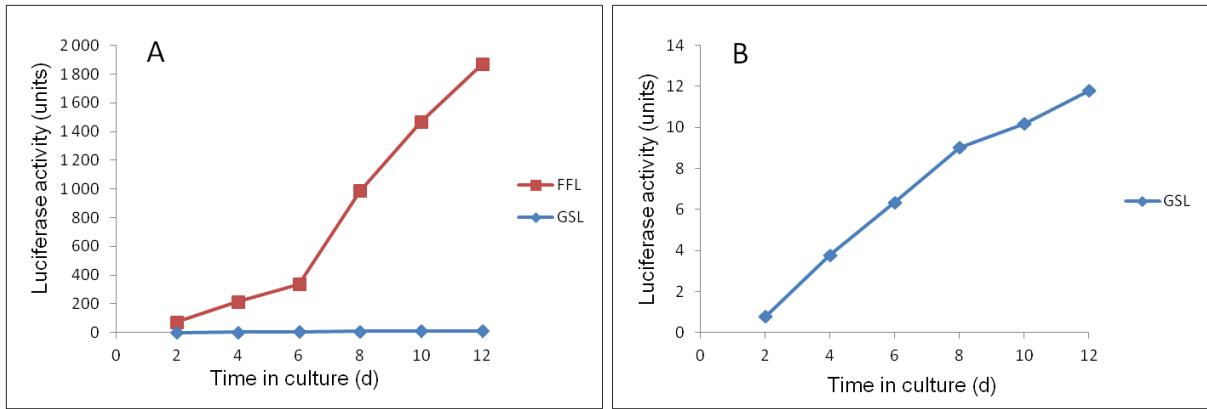 A
2 000
1 800
1 600
1 400
1 200
1 000
800
600
400
200
0
Luciferase activity (units)
0 2 4 6 8 10 12
Time in culture (d)
FFL
GSL
B
14
12
10
8
6
4
2
0
Luciferase activity (units)
0 2 4 6 8 10 12
Time in culture (d)
GSL